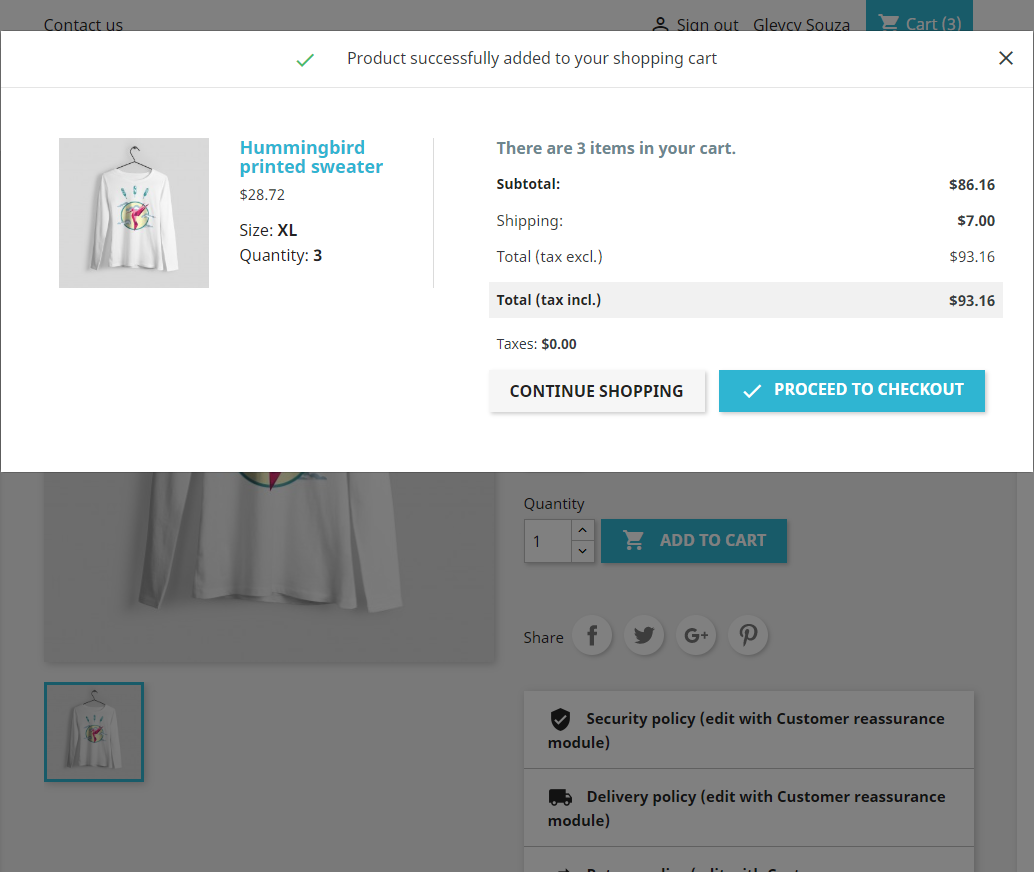 Contact us
Sign out Gleycy Souza Cart (3)
Product successfully added to your shopping cart
Hummingbird
printed sweater
$28.72
Size: XL
Quantity: 3
There are 3 items in your cart.
Subtotal: $86.16
Shipping: $7.00
Total (tax excl.) $93.16
Total (tax incl.) $93.16
Taxes: $0.00
CONTINUE SHOPPING
PROCEED TO CHECKOUT
Quantity
1
ADD TO CART
Share
Security policy (edit with Customer reassurance
module)
Delivery policy (edit with Customer reassurance
module)